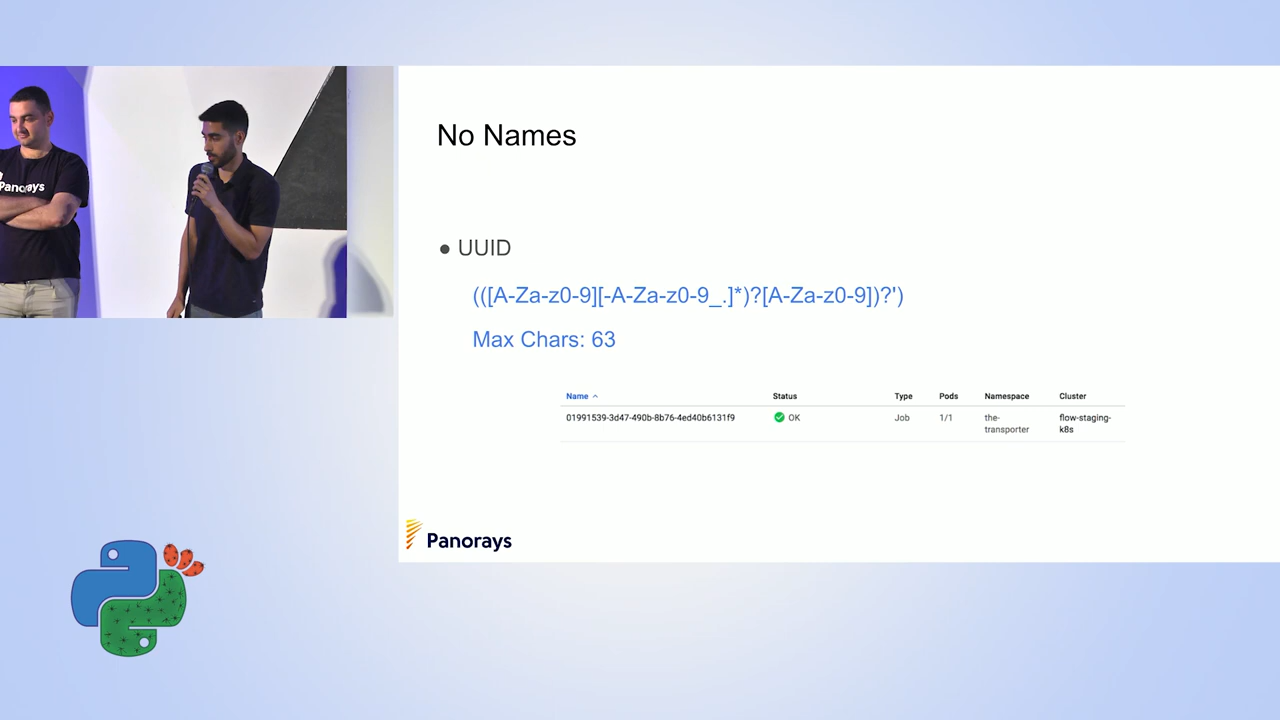 Panorays
No Names
● UUID
(([A-Za-z0-9][-A-Za-z0-9_.]*)?[A-Za-z0-9])?')
Max Chars: 63
Name Status Type Pods Namespace Cluster
01991539-3d47-490b-8b76-4ed40b6131f9 OK Job 1/1 the-transporter flow-staging-k8s
Panorays